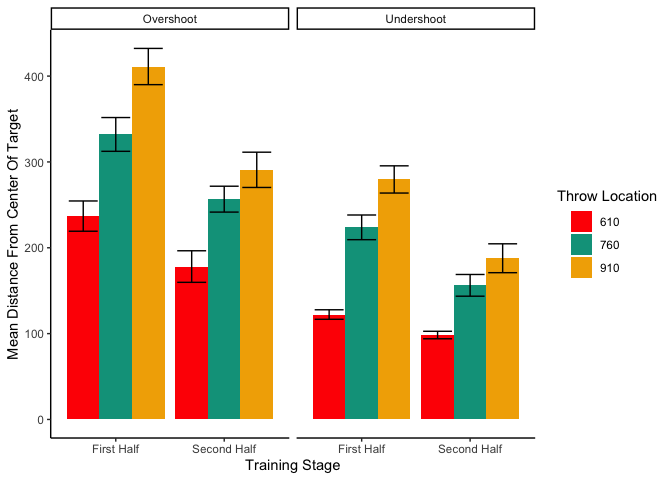 Overshoot
Undershoot
Mean Distance From Center Of Target
400
300
200
100
0
First Half
Second Half
First Half
Second Half
Training Stage
Throw Location
610
760
910